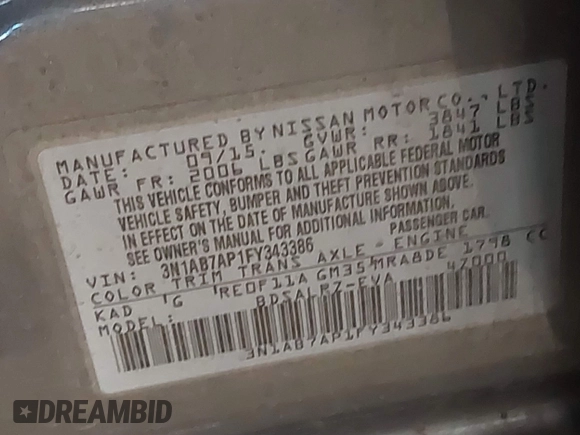 MANUFACTURED BY NISSAN MOTOR CO., LTD.
DATE: 09/15. GVWR: 3847 LBS
GAWR FR: 2006 LBS GAWR RR: 1841 LBS
THIS VEHICLE CONFORMS TO ALL APPLICABLE FEDERAL MOTOR
VEHICLE SAFETY, BUMPER AND THEFT PREVENTION STANDARDS
IN EFFECT ON THE DATE OF MANUFACTURE SHOWN ABOVE.
SEE OWNER'S MANUAL FOR ADDITIONAL INFORMATION.
VIN: 3N1AB7AP1FY343386 PASSENGER CAR
COLOR TRIM TRANS AXLE - ENGINE
KAD G RE0F11A GM35 MRA8DE 1798 CC
MODEL: BDSALRZ-EVA 4Z000
3N1AB7AP1FY343386
DREAMBID